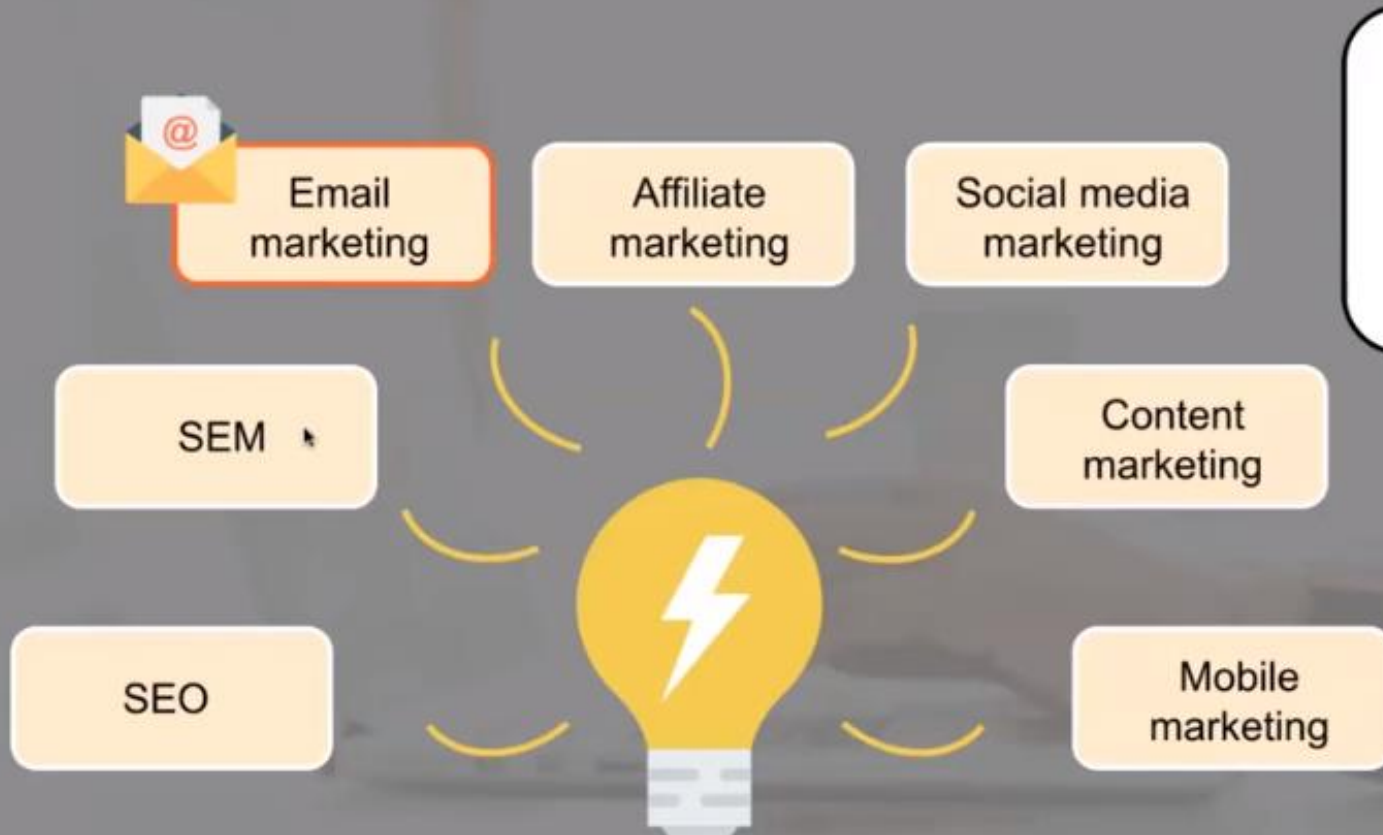 @
Email
marketing
Affiliate
marketing
Social media
marketing
SEM
Content
marketing
SEO
Mobile
marketing